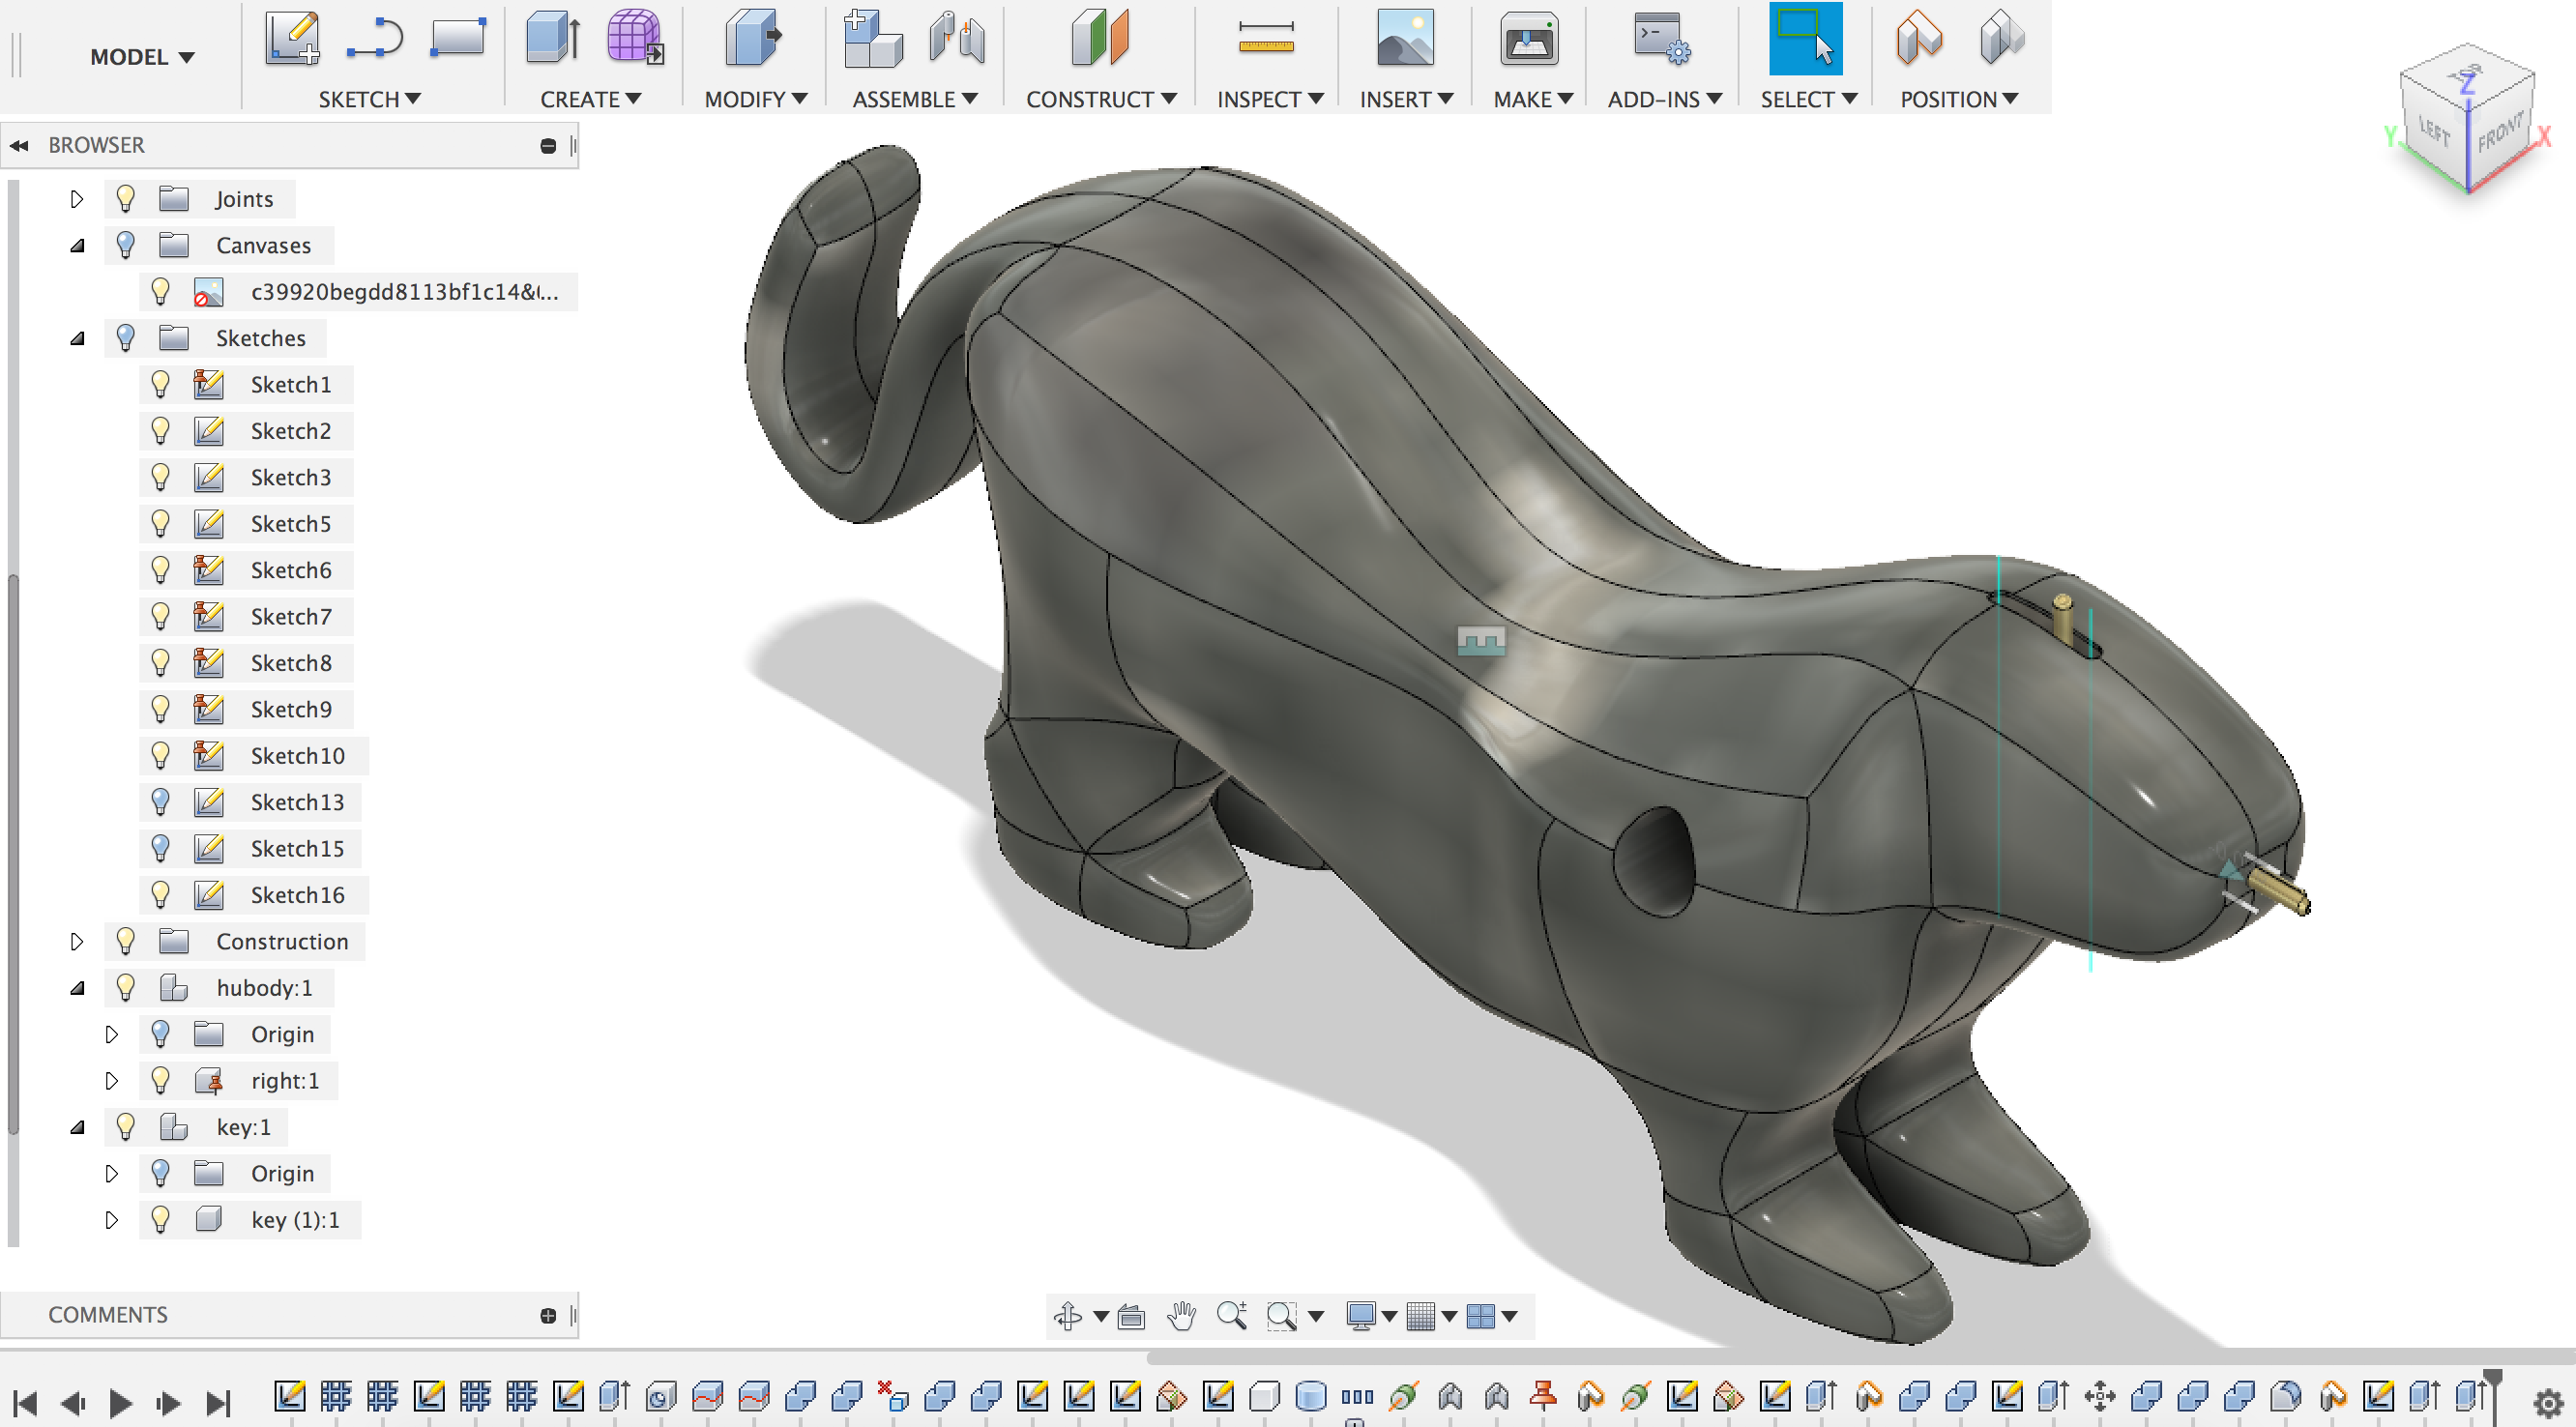 MODEL
SKETCH
CREATE
MODIFY
ASSEMBLE
CONSTRUCT
INSPECT
INSERT
MAKE
ADD-INS
SELECT
POSITION
Z
Y
X
LEFT
FRONT
BROWSER
Joints
Canvases
c39920begdd8113bf1c14&...
Sketches
Sketch1
Sketch2
Sketch3
Sketch5
Sketch6
Sketch7
Sketch8
Sketch9
Sketch10
Sketch13
Sketch15
Sketch16
Construction
hubody:1
Origin
right:1
key:1
Origin
key (1):1
COMMENTS